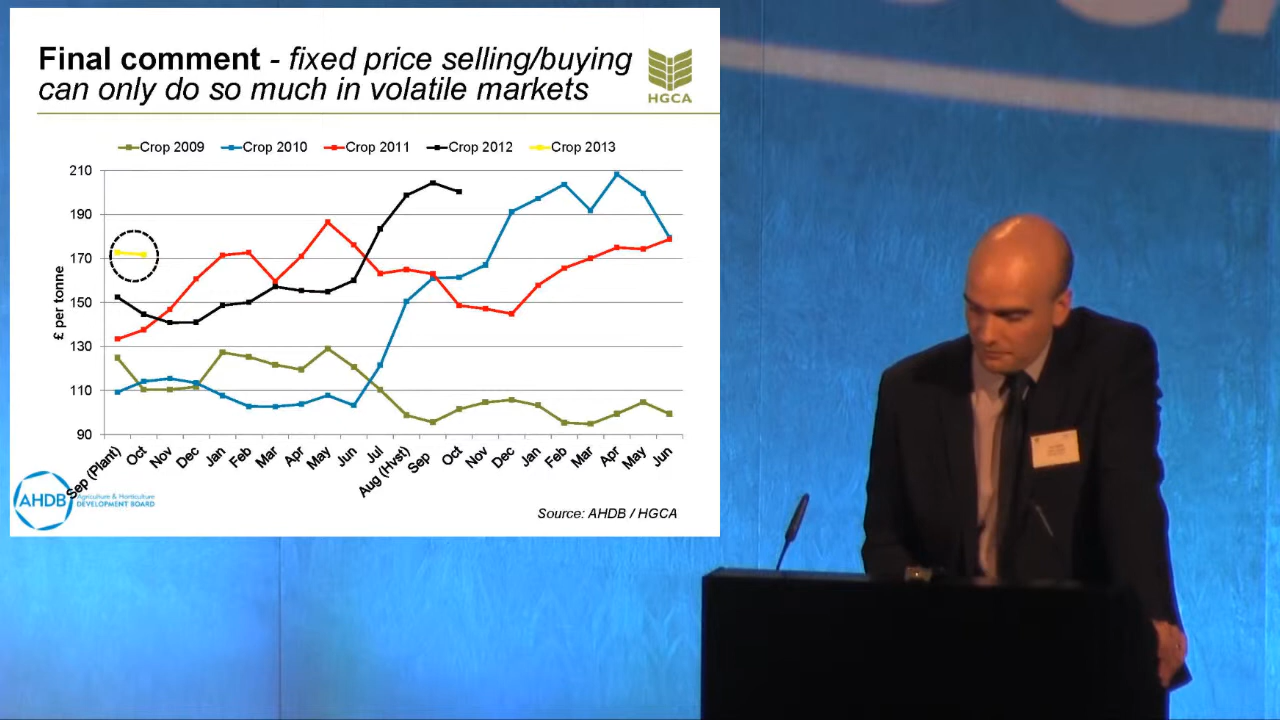 Final comment - fixed price selling/buying
can only do so much in volatile markets
HGCA
Crop 2009 Crop 2010 Crop 2011 Crop 2012 Crop 2013
£ per tonne
210
190
170
150
130
110
90
Sep (Plant) Oct Nov Dec Jan Feb Mar Apr May Jun Jul Aug (Hvst) Sep Oct Nov Dec Jan Feb Mar Apr May Jun
AHDB
Agriculture & Horticulture
DEVELOPMENT BOARD
Source: AHDB / HGCA